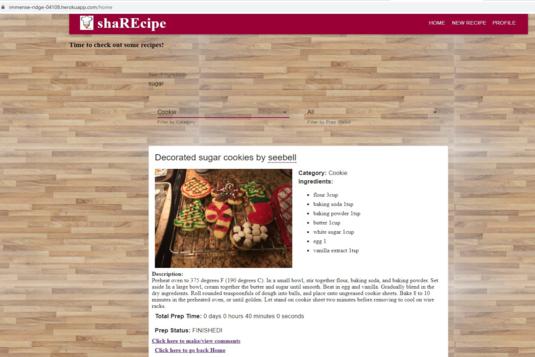 immense-ridge-04108.herokuapp.com/home
shaREcipe
HOME NEW RECIPE PROFILE
Time to check out some recipes!
sugar
Cookie All
Filter by Category Filter by Prep Status
Decorated sugar cookies by seebell
Category: Cookie
Ingredients:
flour 3cup
baking soda 1tsp
baking powder 1tsp
butter 1cup
white sugar 1cup
egg 1
vanilla extract 1tsp
Description:
Preheat oven to 375 degrees F (190 degrees C). In a small bowl, stir together flour, baking soda, and baking powder. Set
aside In a large bowl, cream together the butter and sugar until smooth. Beat in egg and vanilla. Gradually blend in the
dry ingredients. Roll rounded teaspoonfuls of dough into balls, and place onto ungreased cookie sheets. Bake 8 to 10
minutes in the preheated oven, or until golden. Let stand on cookie sheet two minutes before removing to cool on wire
racks.
Total Prep Time: 0 days 0 hours 40 minutes 0 seconds
Prep Status: FINISHED!
Click here to make/view comments
Click here to go back Home